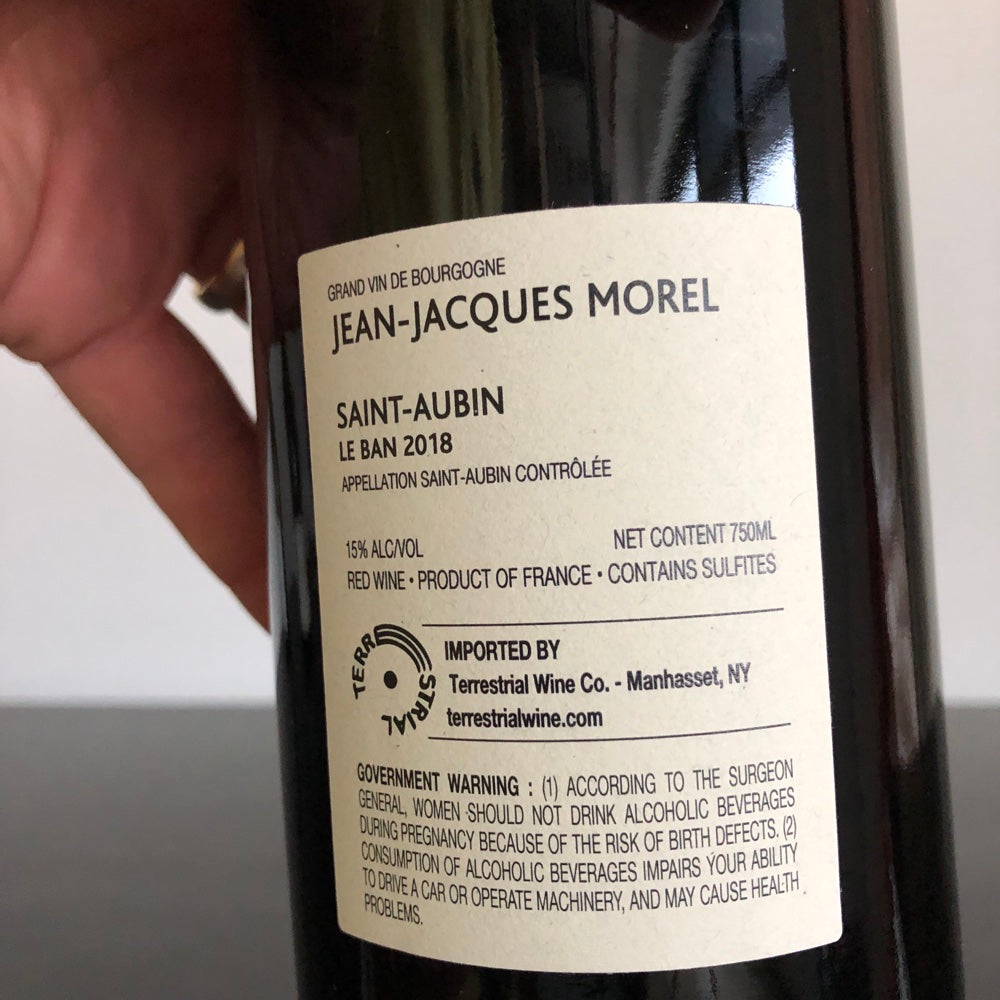 GRAND VIN DE BOURGOGNE
JEAN-JACQUES MOREL
SAINT-AUBIN
LE BAN 2018
APPELLATION SAINT-AUBIN CONTRÔLÉE
15% ALC/VOL
NET CONTENT 750ML
RED WINE • PRODUCT OF FRANCE • CONTAINS SULFITES
TERRESTRIAL
IMPORTED BY
Terrestrial Wine Co. - Manhasset, NY
terrestrialwine.com
GOVERNMENT WARNING : (1) ACCORDING TO THE SURGEON
GENERAL, WOMEN SHOULD NOT DRINK ALCOHOLIC BEVERAGES
DURING PREGNANCY BECAUSE OF THE RISK OF BIRTH DEFECTS. (2)
CONSUMPTION OF ALCOHOLIC BEVERAGES IMPAIRS YOUR ABILITY
TO DRIVE A CAR OR OPERATE MACHINERY, AND MAY CAUSE HEALTH
PROBLEMS.